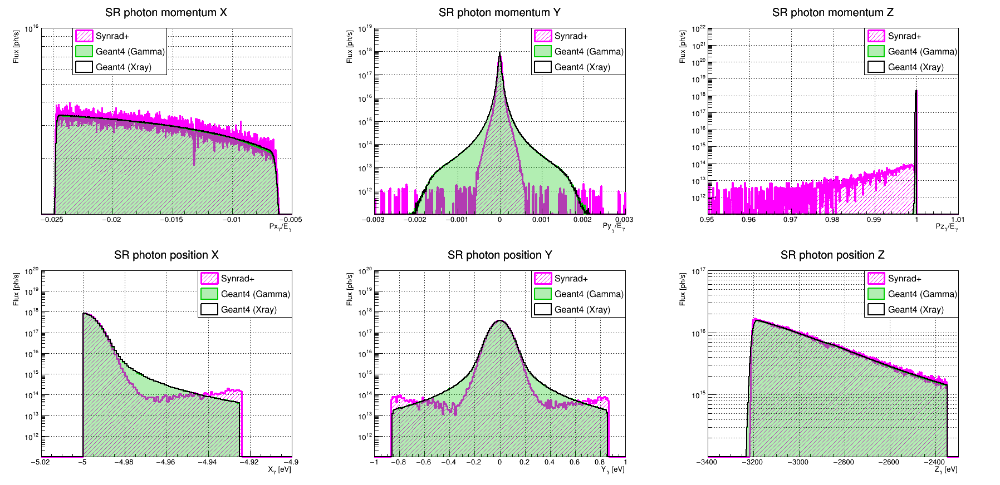 SR photon momentum X
Flux [ph/s]
10^16
Synrad+
Geant4 (Gamma)
Geant4 (Xray)
−0.025 −0.02 −0.015 −0.01 −0.005
Px_γ/E_γ
SR photon momentum Y
Flux [ph/s]
10^19
10^18
10^17
10^16
10^15
10^14
10^13
10^12
Synrad+
Geant4 (Gamma)
Geant4 (Xray)
−0.003 −0.002 −0.001 0 0.001 0.002 0.003
Py_γ/E_γ
SR photon momentum Z
Flux [ph/s]
10^22
10^21
10^20
10^19
10^18
10^17
10^16
10^15
10^14
10^13
10^12
Synrad+
Geant4 (Gamma)
Geant4 (Xray)
0.95 0.96 0.97 0.98 0.99 1 1.01
Pz_γ/E_γ
SR photon position X
Flux [ph/s]
10^20
10^19
10^18
10^17
10^16
10^15
10^14
10^13
10^12
Synrad+
Geant4 (Gamma)
Geant4 (Xray)
−5.02 −5 −4.98 −4.96 −4.94 −4.92 −4.9
X_γ [eV]
SR photon position Y
Flux [ph/s]
10^20
10^19
10^18
10^17
10^16
10^15
10^14
10^13
10^12
Synrad+
Geant4 (Gamma)
Geant4 (Xray)
−1 −0.8 −0.6 −0.4 −0.2 0 0.2 0.4 0.6 0.8 1
Y_γ [eV]
SR photon position Z
Flux [ph/s]
10^17
10^16
10^15
Synrad+
Geant4 (Gamma)
Geant4 (Xray)
−3400 −3200 −3000 −2800 −2600 −2400
Z_γ [eV]